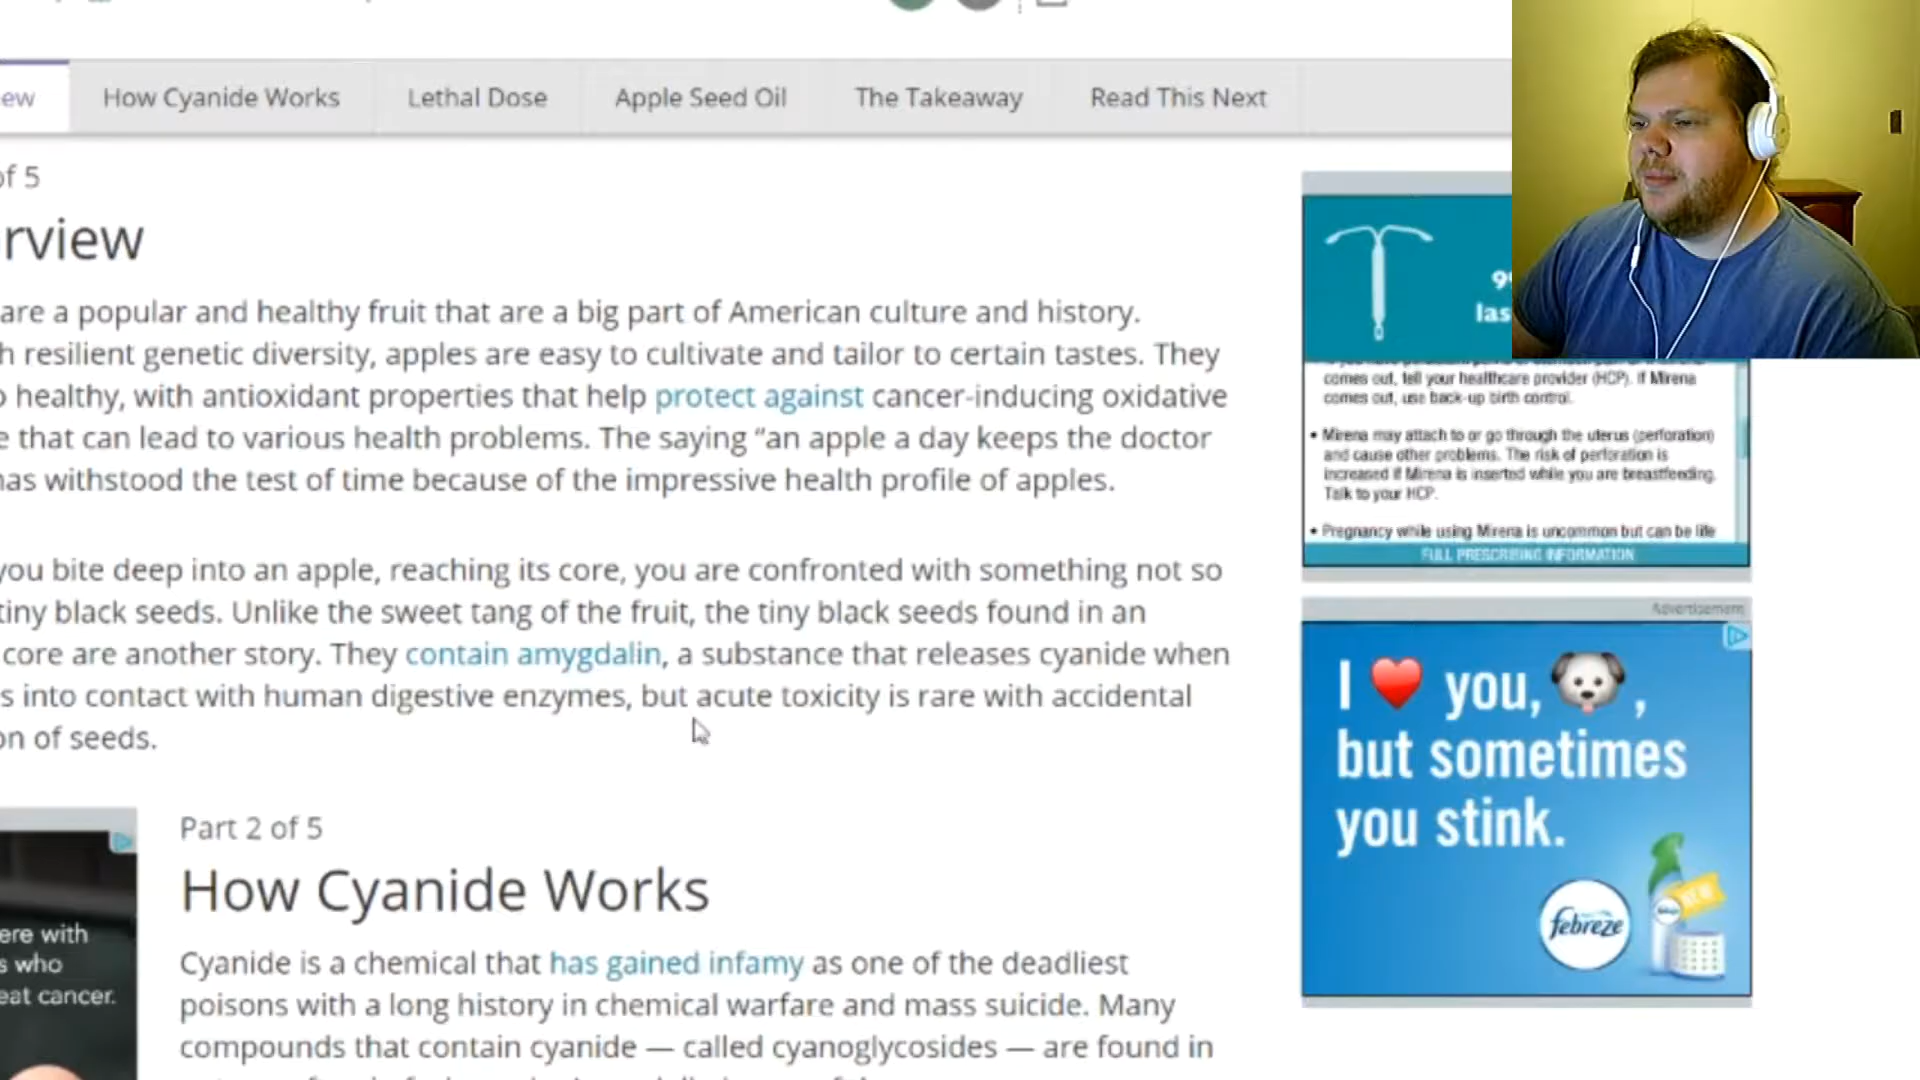 ew
How Cyanide Works
Lethal Dose
Apple Seed Oil
The Takeaway
Read This Next
of 5
rview
are a popular and healthy fruit that are a big part of American culture and history.
h resilient genetic diversity, apples are easy to cultivate and tailor to certain tastes. They
o healthy, with antioxidant properties that help protect against cancer-inducing oxidative
e that can lead to various health problems. The saying “an apple a day keeps the doctor
has withstood the test of time because of the impressive health profile of apples.
you bite deep into an apple, reaching its core, you are confronted with something not so
tiny black seeds. Unlike the sweet tang of the fruit, the tiny black seeds found in an
core are another story. They contain amygdalin, a substance that releases cyanide when
s into contact with human digestive enzymes, but acute toxicity is rare with accidental
on of seeds.
Part 2 of 5
How Cyanide Works
Cyanide is a chemical that has gained infamy as one of the deadliest
poisons with a long history in chemical warfare and mass suicide. Many
compounds that contain cyanide — called cyanoglycosides — are found in
ere with
s who
eat cancer.
9
las
comes out, tell your healthcare provider (HCP). If Mirena
comes out, use back-up birth control.
• Mirena may attach to or go through the uterus (perforation)
and cause other problems. The risk of perforation is
increased if Mirena is inserted while you are breastfeeding.
Talk to your HCP.
• Pregnancy while using Mirena is uncommon but can be life
FULL PRESCRIBING INFORMATION
Advertisement
I ❤️ you, 🐶,
but sometimes
you stink.
febreze
NEW